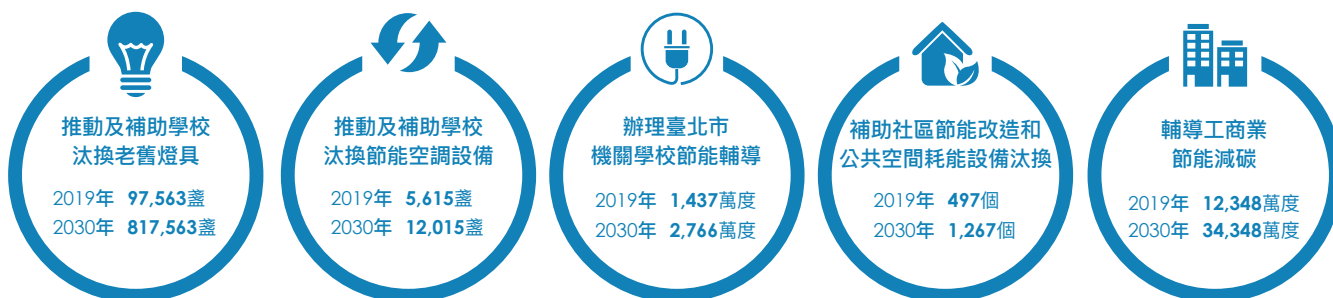 推動及補助學校
汰換老舊燈具
2019年 97,563盞
2030年 817,563盞
推動及補助學校
汰換節能空調設備
2019年 5,615盞
2030年 12,015盞
辦理臺北市
機關學校節能輔導
2019年 1,437萬度
2030年 2,766萬度
補助社區節能改造和
公共空間耗能設備汰換
2019年 497個
2030年 1,267個
輔導工商業
節能減碳
2019年 12,348萬度
2030年 34,348萬度